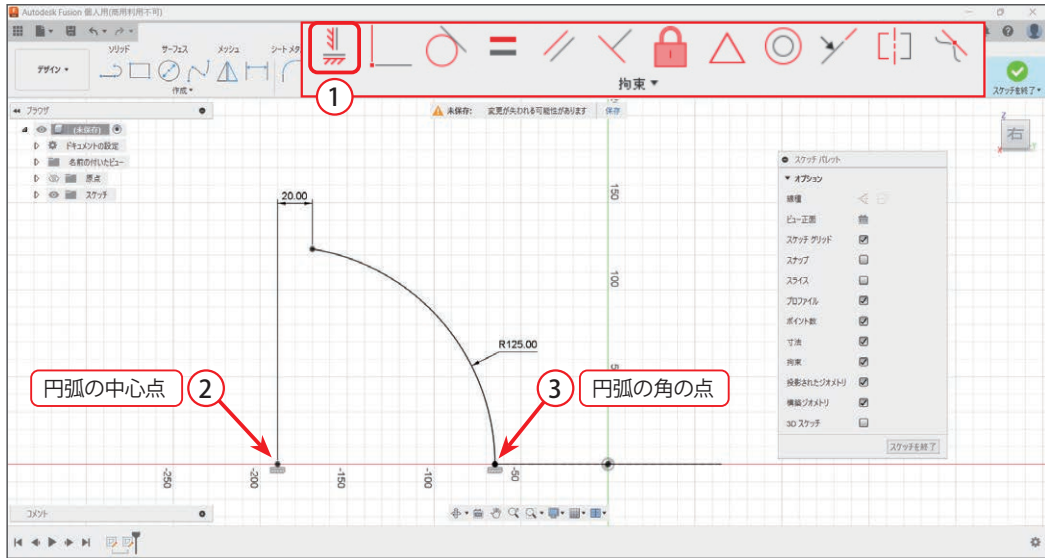 Autodesk Fusion 個人用(商用利用不可)
ソリッド サーフェス メッシュ シートメタ
デザイン
作成
拘束
スケッチを終了
1
ブラウザ
未保存: 変更が失われる可能性があります 保存
(未保存)
ドキュメントの設定
名前の付いたビュー
原点
スケッチ
Z
右
X
スケッチ パレット
オプション
線種
ビュー正面
スケッチ グリッド
スナップ
スライス
プロファイル
ポイント数
寸法
拘束
投影されたジオメトリ
構築ジオメトリ
3D スケッチ
スケッチを終了
20.00
150
100
R125.00
円弧の中心点 2
3 円弧の角の点
-250
-200
-150
-100
-50
コメント